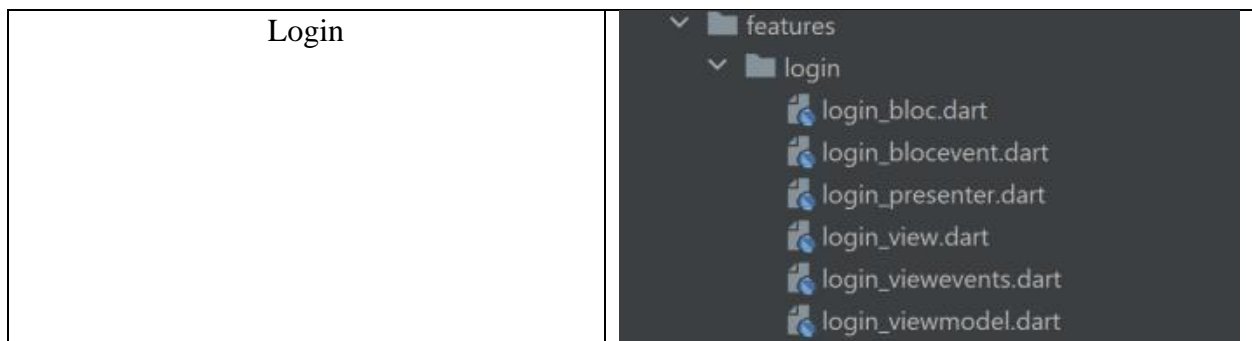 Login
features
login
login_bloc.dart
login_blocevent.dart
login_presenter.dart
login_view.dart
login_viewevents.dart
login_viewmodel.dart